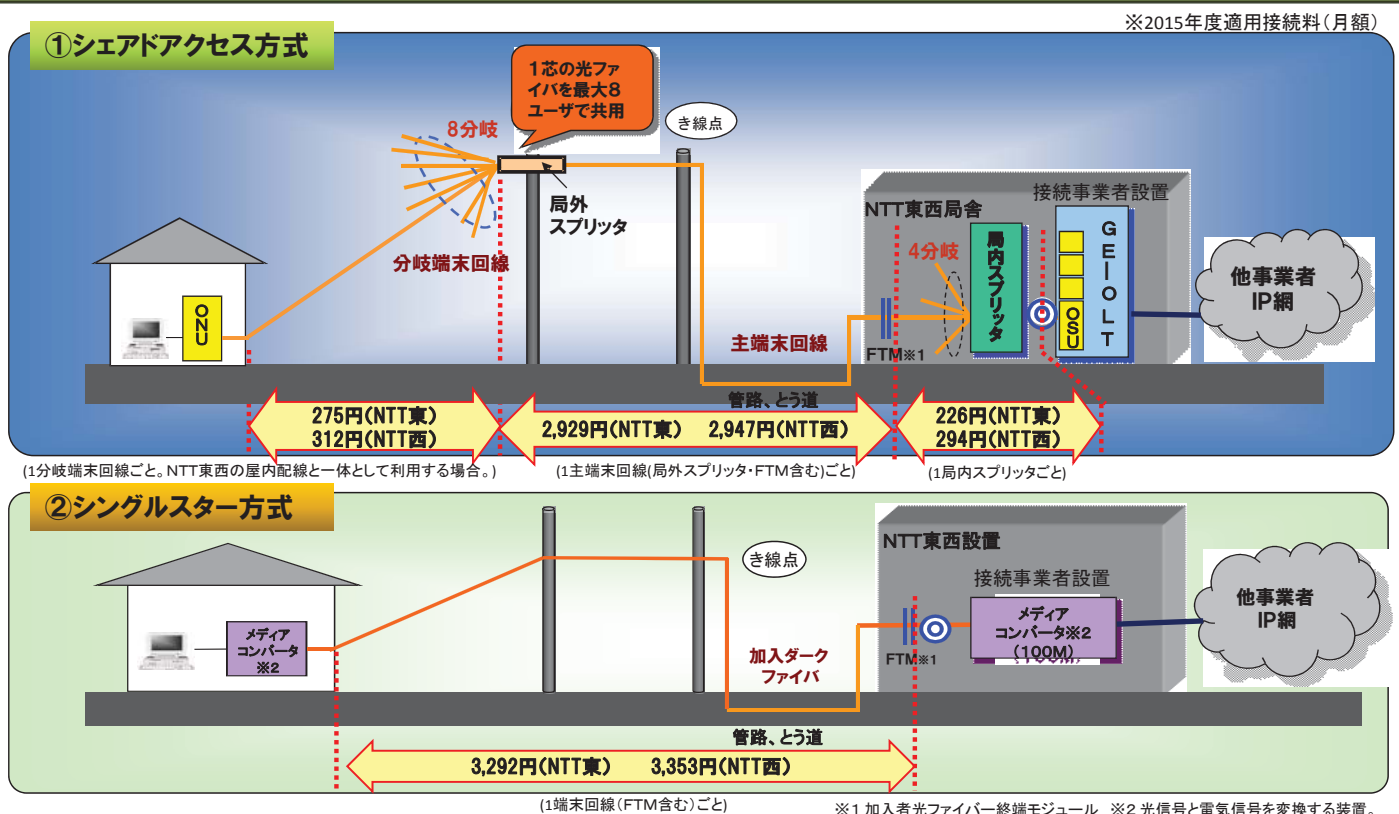 ※2015年度適用接続料(月額)
①シェアドアクセス方式
1芯の光ファ
イバを最大8
ユーザで共用
8分岐
き線点
局外
スプリッタ
分岐端末回線
ONU
主端末回線
管路、とう道
NTT東西局舎
接続事業者設置
4分岐
FTM※1
局内スプリッタ
OSU
GE-OLT
他事業者
IP網
275円(NTT東)
312円(NTT西)
2,929円(NTT東) 2,947円(NTT西)
226円(NTT東)
294円(NTT西)
(1分岐端末回線ごと。NTT東西の屋内配線と一体として利用する場合。)
(1主端末回線(局外スプリッタ・FTM含む)ごと)
(1局内スプリッタごと)
②シングルスター方式
メディア
コンバータ
※2
き線点
加入ダーク
ファイバ
管路、とう道
NTT東西設置
接続事業者設置
FTM※1
メディア
コンバータ※2
(100M)
他事業者
IP網
3,292円(NTT東) 3,353円(NTT西)
(1端末回線(FTM含む)ごと)
※1 加入者光ファイバー終端モジュール ※2 光信号と電気信号を変換する装置。